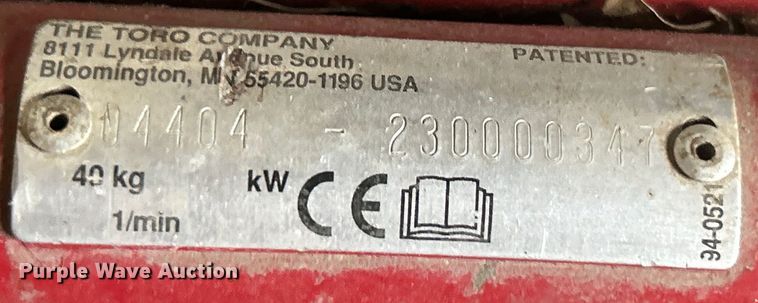 THE TORO COMPANY
8111 Lyndale Avenue South
Bloomington, MN 55420-1196 USA
PATENTED:
04404 - 230000347
40 kg
kW
CE
1/min
94-0521
Purple Wave Auction